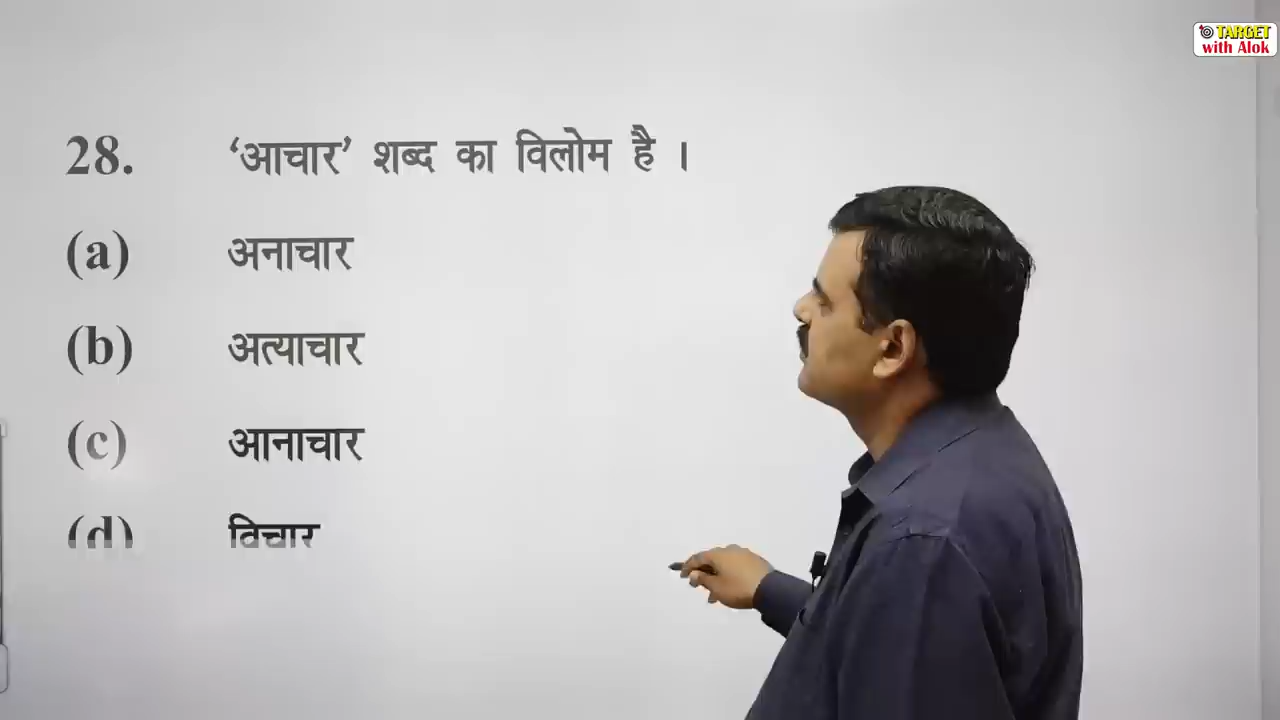 TARGET
with Alok
28. ‘आचार’ शब्द का विलोम है ।
(a) अनाचार
(b) अत्याचार
(c) आनाचार
(d) विचार